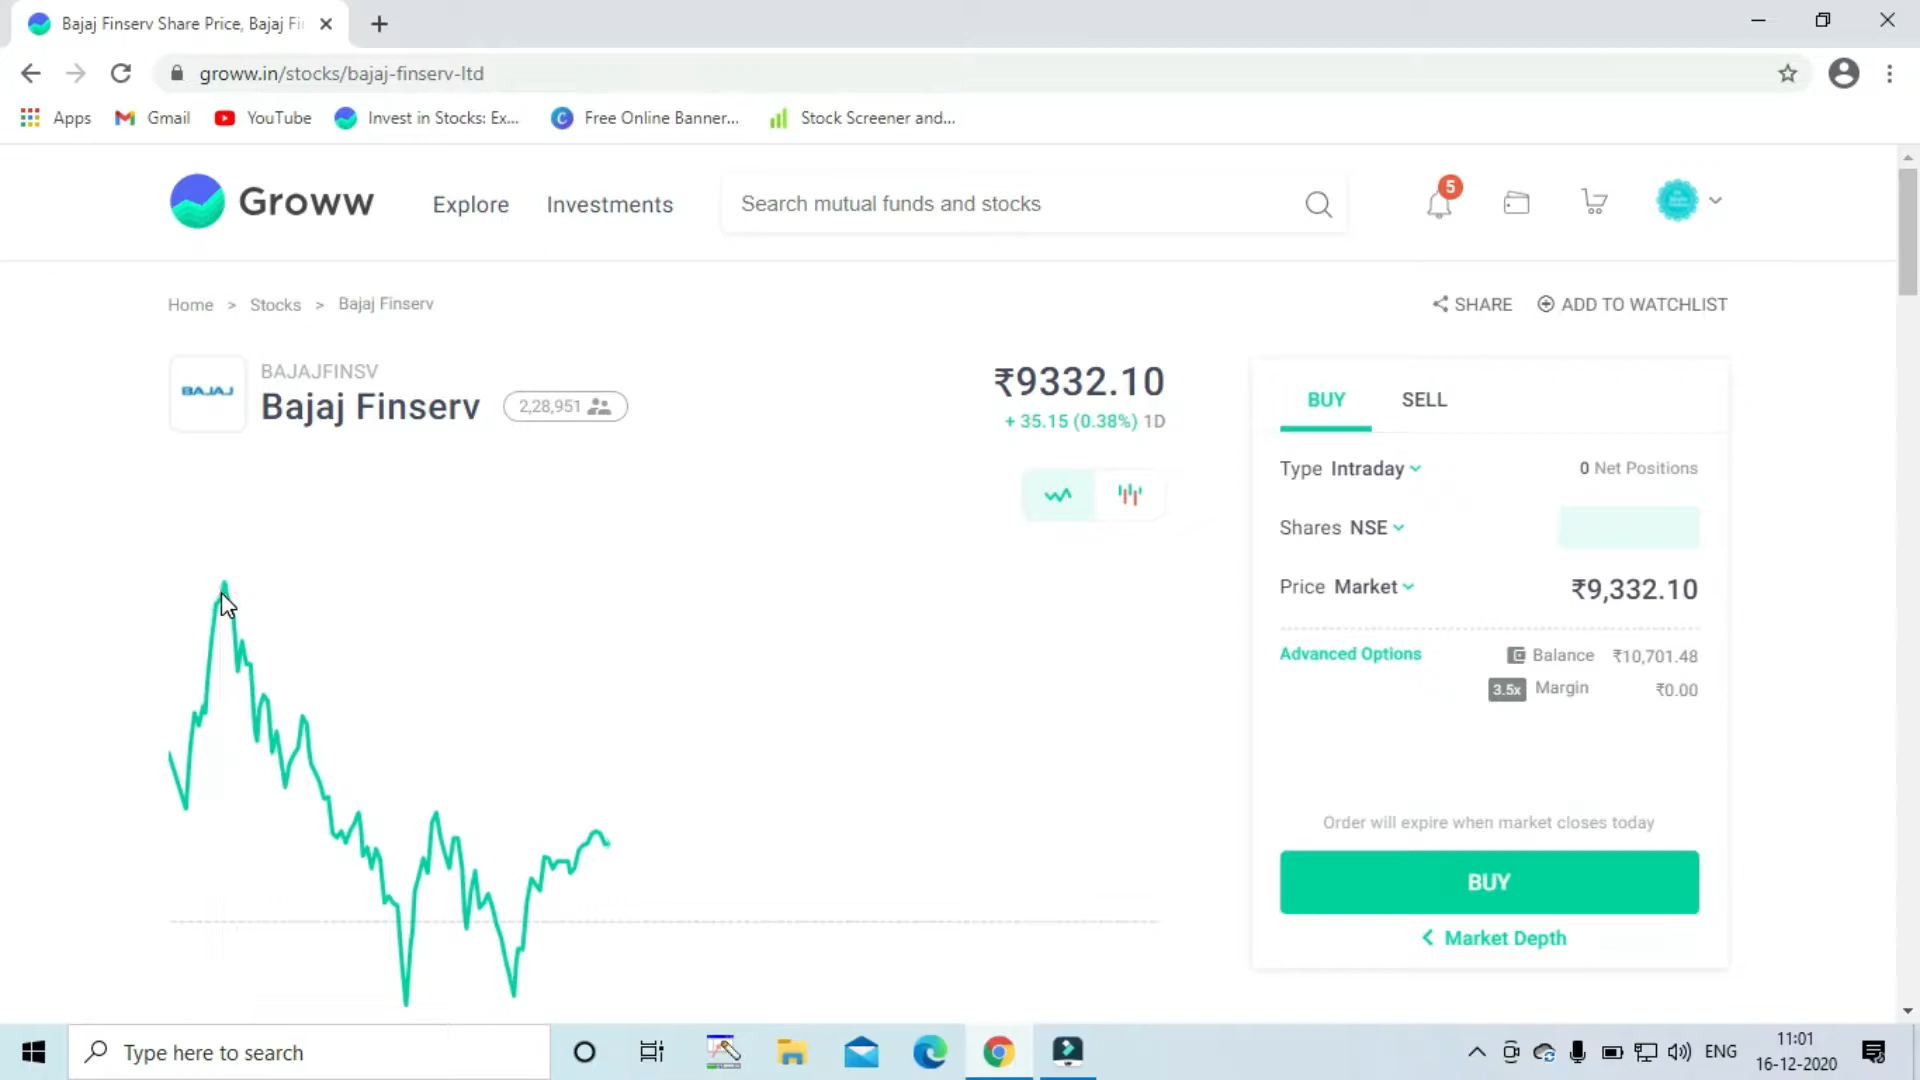 Bajaj Finserv Share Price, Bajaj Fi
groww.in/stocks/bajaj-finserv-ltd
Apps Gmail YouTube Invest in Stocks: Ex... Free Online Banner... Stock Screener and...
Groww Explore Investments Search mutual funds and stocks 5
Home > Stocks > Bajaj Finserv SHARE ADD TO WATCHLIST
BAJAJ
BAJAJFINSV
Bajaj Finserv 2,28,951
₹9332.10
+ 35.15 (0.38%) 1D
BUY SELL
Type Intraday 0 Net Positions
Shares NSE
Price Market ₹9,332.10
Advanced Options Balance ₹10,701.48
3.5x Margin ₹0.00
Order will expire when market closes today
BUY
Market Depth
Type here to search
ENG
11:01
16-12-2020